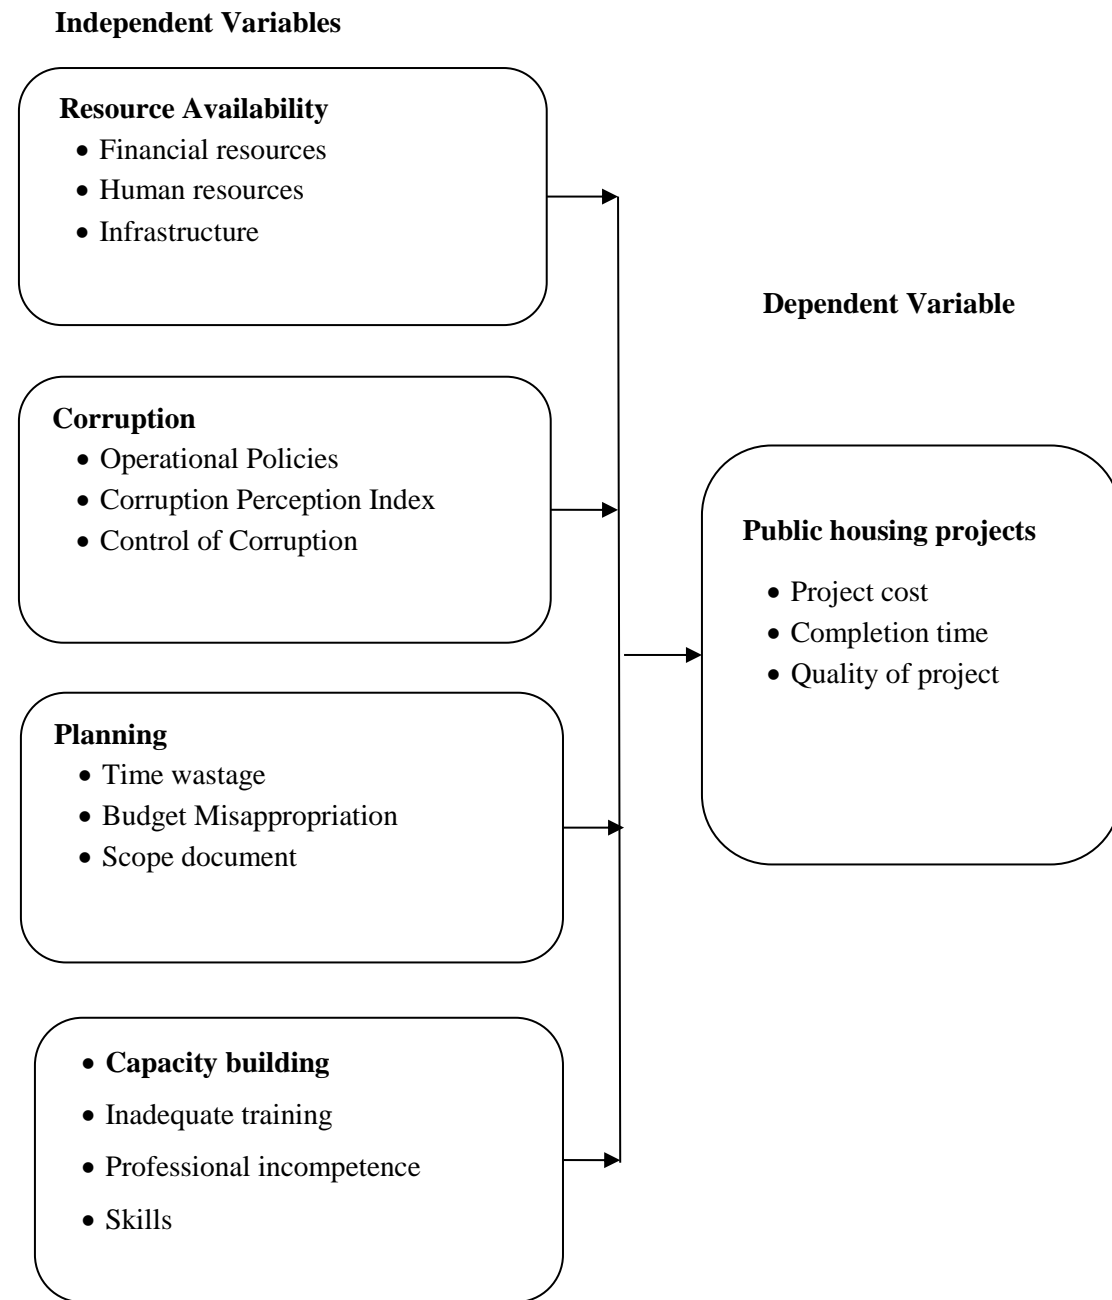 Independent Variables
Resource Availability
• Financial resources
• Human resources
• Infrastructure
Corruption
• Operational Policies
• Corruption Perception Index
• Control of Corruption
Planning
• Time wastage
• Budget Misappropriation
• Scope document
• Capacity building
• Inadequate training
• Professional incompetence
• Skills
Dependent Variable
Public housing projects
• Project cost
• Completion time
• Quality of project